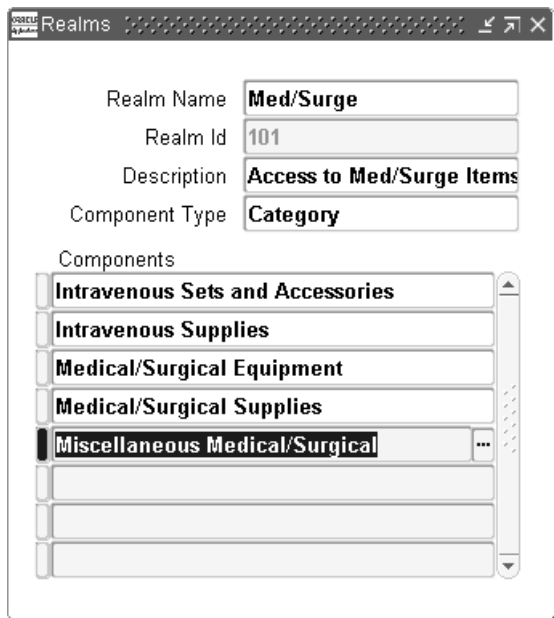 ORACLE
Realms
Realm Name Med/Surge
Realm Id 101
Description Access to Med/Surge Items
Component Type Category
Components
Intravenous Sets and Accessories
Intravenous Supplies
Medical/Surgical Equipment
Medical/Surgical Supplies
Miscellaneous Medical/Surgical ...